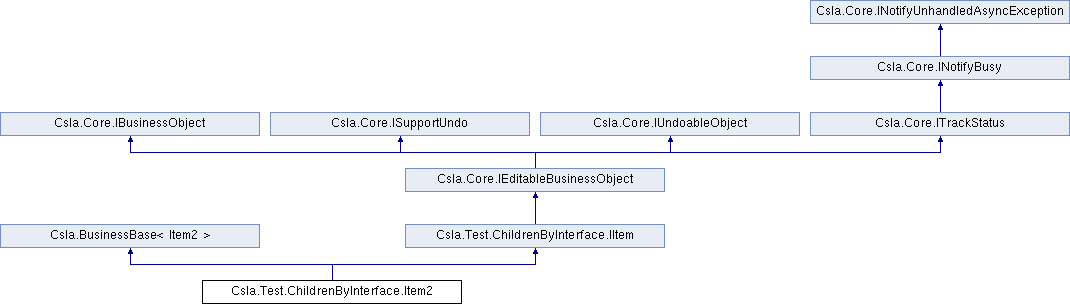 Csla.Core.INotifyUnhandledAsyncException
Csla.Core.INotifyBusy
Csla.Core.IBusinessObject
Csla.Core.ISupportUndo
Csla.Core.IUndoableObject
Csla.Core.ITrackStatus
Csla.Core.IEditableBusinessObject
Csla.BusinessBase< Item2 >
Csla.Test.ChildrenByInterface.IItem
Csla.Test.ChildrenByInterface.Item2